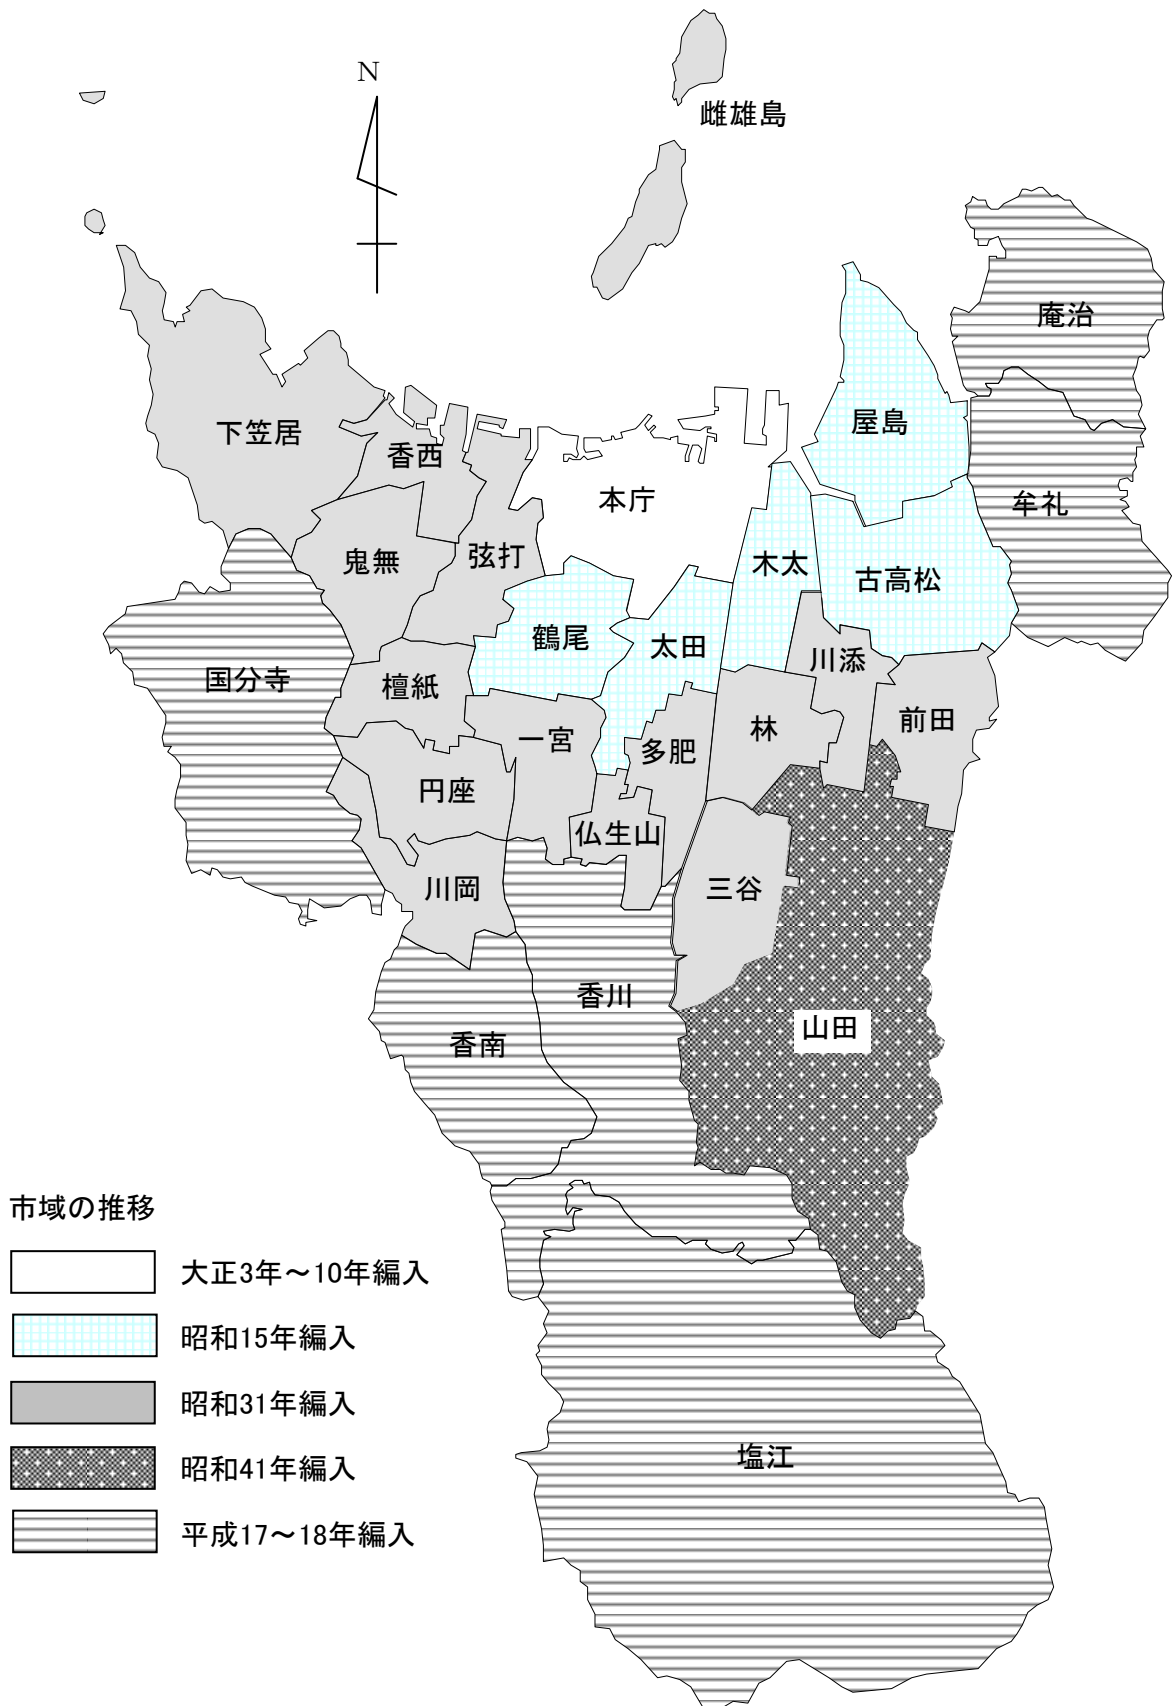 N
雌雄島
庵治
屋島
下笠居
香西
本庁
牟礼
鬼無
弦打
木太
古高松
鶴尾
太田
川添
国分寺
檀紙
前田
一宮
多肥
林
円座
仏生山
川岡
三谷
香川
山田
香南
塩江
市域の推移
大正3年～10年編入
昭和15年編入
昭和31年編入
昭和41年編入
平成17～18年編入